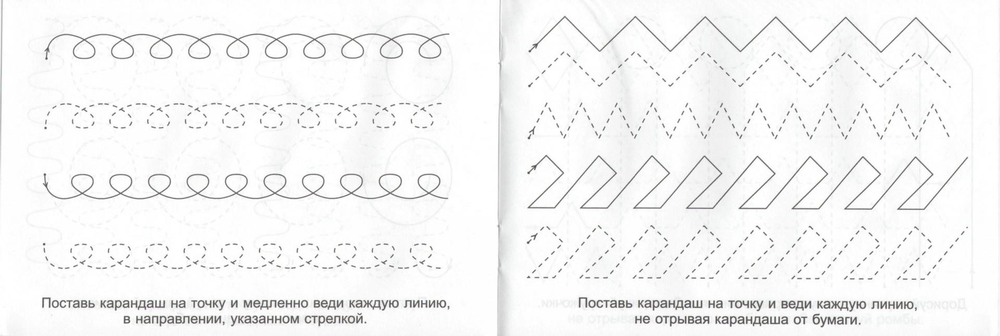 Поставь карандаш на точку и медленно веди каждую линию,
в направлении, указанном стрелкой.
Поставь карандаш на точку и веди каждую линию,
не отрывая карандаша от бумаги.